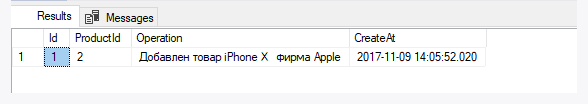 Results Messages
Id ProductId Operation CreateAt
1 1 2 Добавлен товар iPhone X фирма Apple 2017-11-09 14:05:52.020